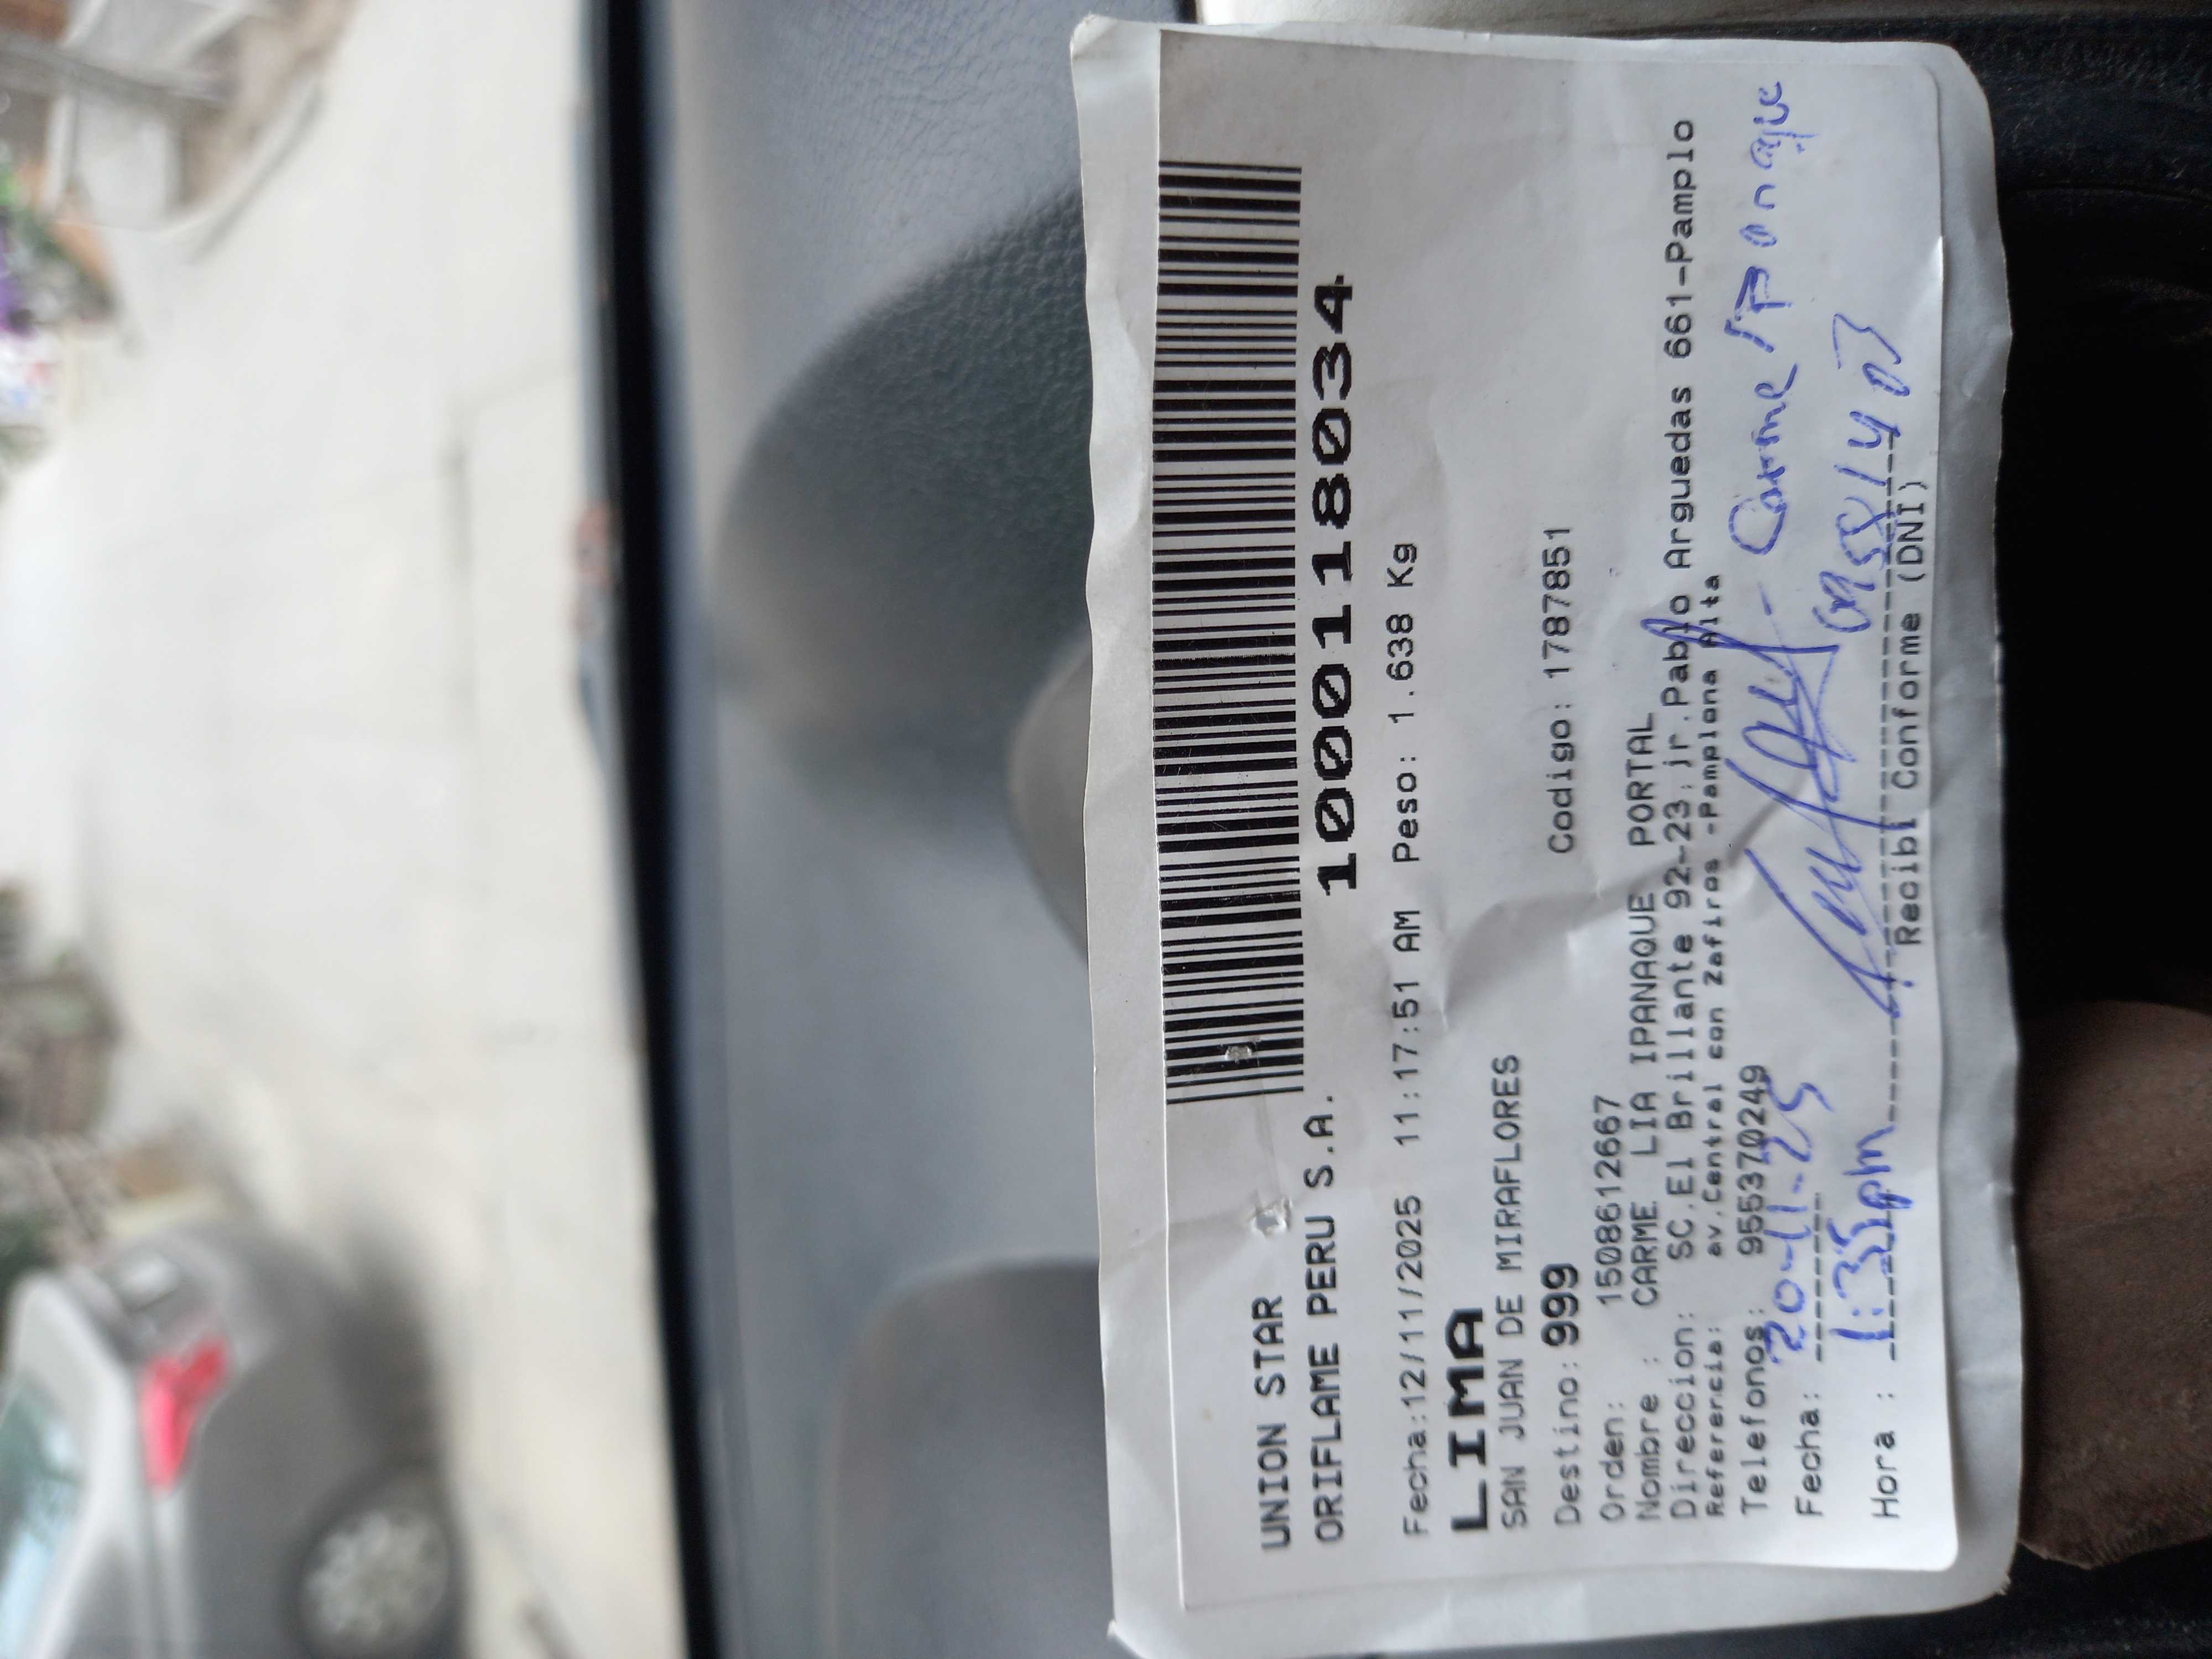 UNION STAR
ORIFLAME PERU S.A.
10001118034
Fecha:12/11/2025 11:17:51 AM Peso: 1.638 Kg
LIMA
SAN JUAN DE MIRAFLORES
Destino: 999 Codigo: 1787851
Orden: 1508612667
Nombre : CARME LIA IPANAQUE PORTAL
Direccion: SC.El Brillante 92-23.jr.Pablo Arguedas 661-Pamplo
Referencia: av.Central con Zafiros -Pamplona Alta
Telefonos: 955370249
Fecha: 20-11-25 Carme Ipanaque
Hora : 1:35pm
Recibi Conforme (DNI)